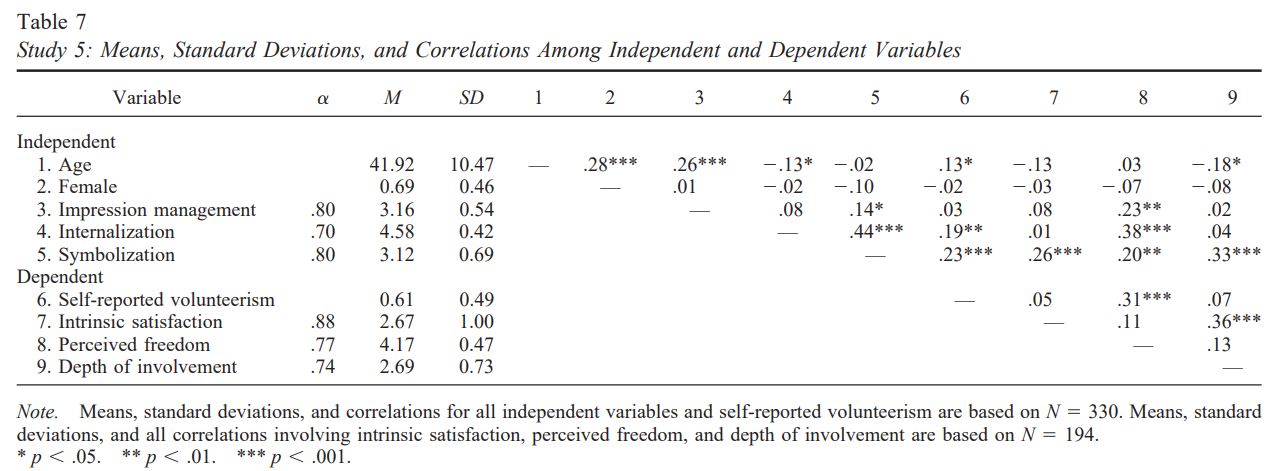 Table 7
Study 5: Means, Standard Deviations, and Correlations Among Independent and Dependent Variables
Variable α M SD 1 2 3 4 5 6 7 8 9
Independent
1. Age 41.92 10.47 — .28*** .26*** −.13* −.02 .13* −.13 .03 −.18*
2. Female 0.69 0.46 — .01 −.02 −.10 −.02 −.03 −.07 −.08
3. Impression management .80 3.16 0.54 — .08 .14* .03 .08 .23** .02
4. Internalization .70 4.58 0.42 — .44*** .19** .01 .38*** .04
5. Symbolization .80 3.12 0.69 — .23*** .26*** .20** .33***
Dependent
6. Self-reported volunteerism 0.61 0.49 — .05 .31*** .07
7. Intrinsic satisfaction .88 2.67 1.00 — .11 .36***
8. Perceived freedom .77 4.17 0.47 — .13
9. Depth of involvement .74 2.69 0.73 —
Note. Means, standard deviations, and correlations for all independent variables and self-reported volunteerism are based on N = 330. Means, standard
deviations, and all correlations involving intrinsic satisfaction, perceived freedom, and depth of involvement are based on N = 194.
* p < .05. ** p < .01. *** p < .001.